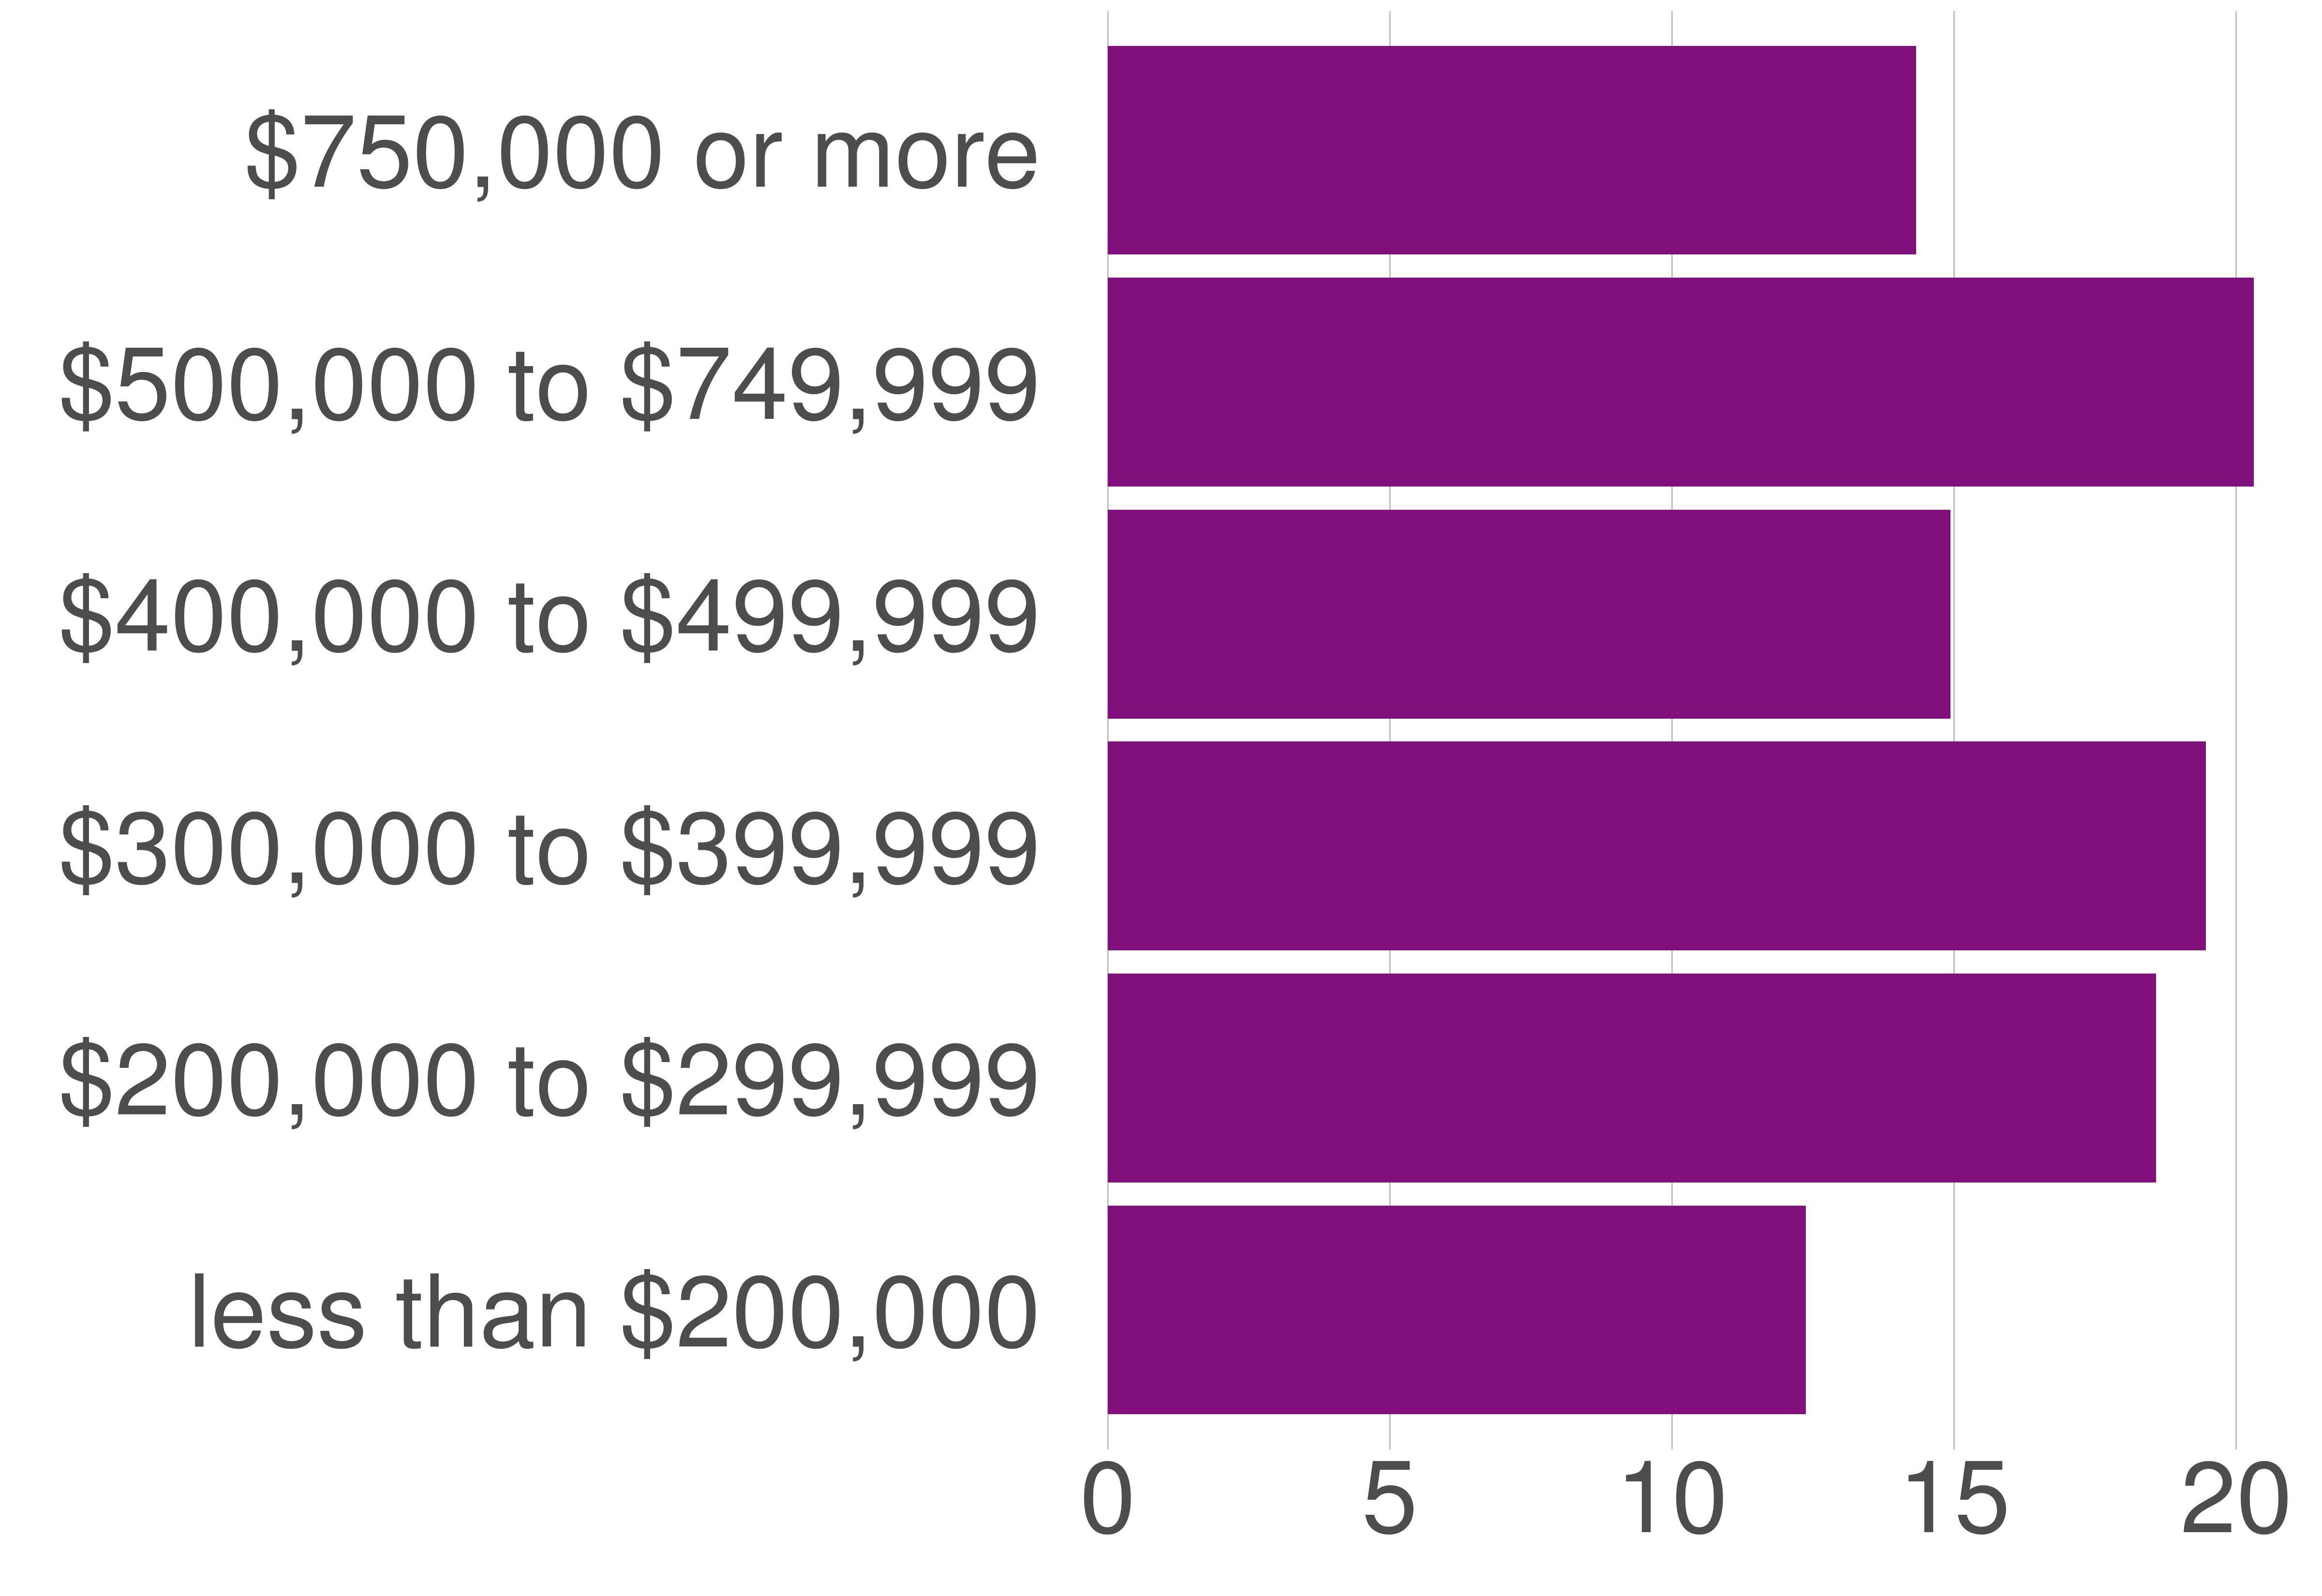 $750,000 or more
$500,000 to $749,999
$400,000 to $499,999
$300,000 to $399,999
$200,000 to $299,999
less than $200,000
0 5 10 15 20